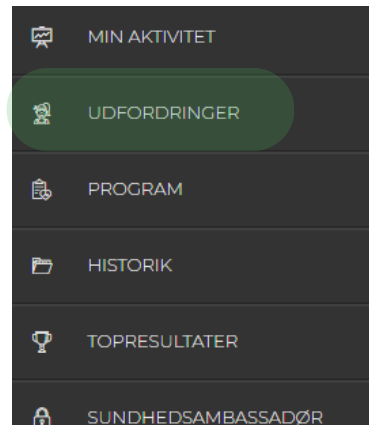 MIN AKTIVITET
UDFORDRINGER
PROGRAM
HISTORIK
TOPRESULTATER
SUNDHEDSAMBASSADØR